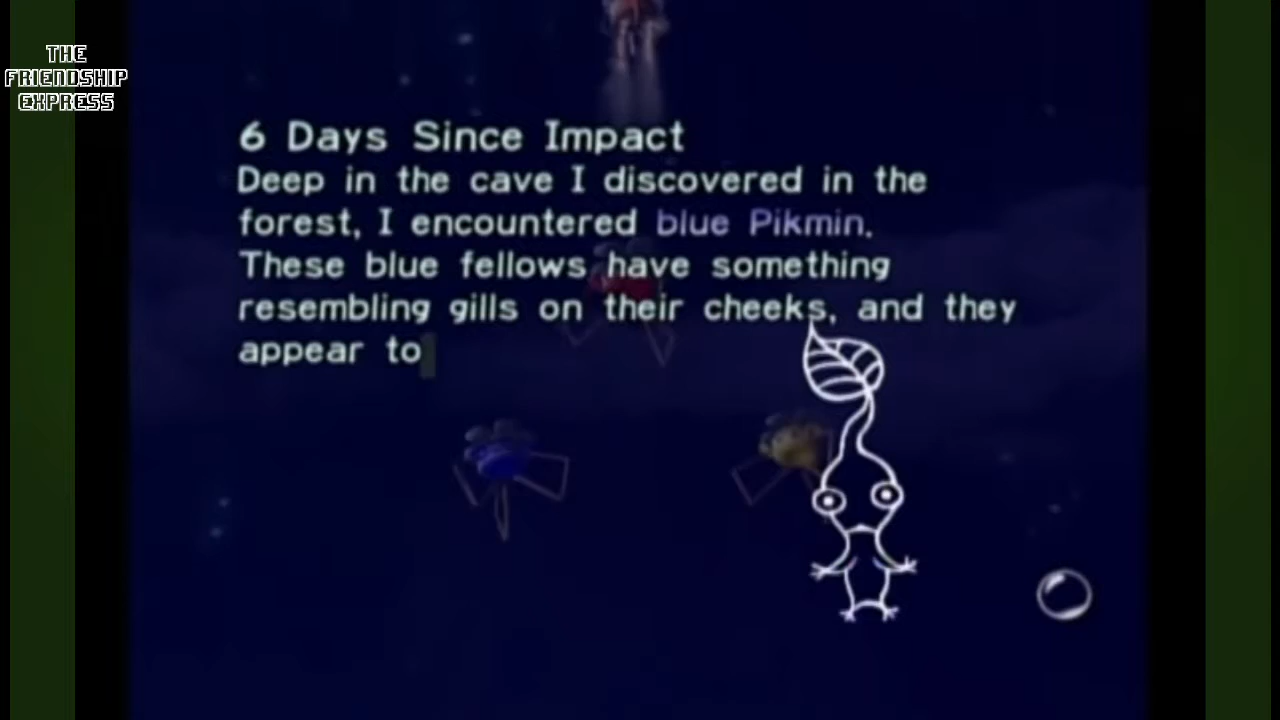 THE
FRIENDSHIP
EXPRESS
6 Days Since Impact
Deep in the cave I discovered in the
forest, I encountered blue Pikmin.
These blue fellows have something
resembling gills on their cheeks, and they
appear to